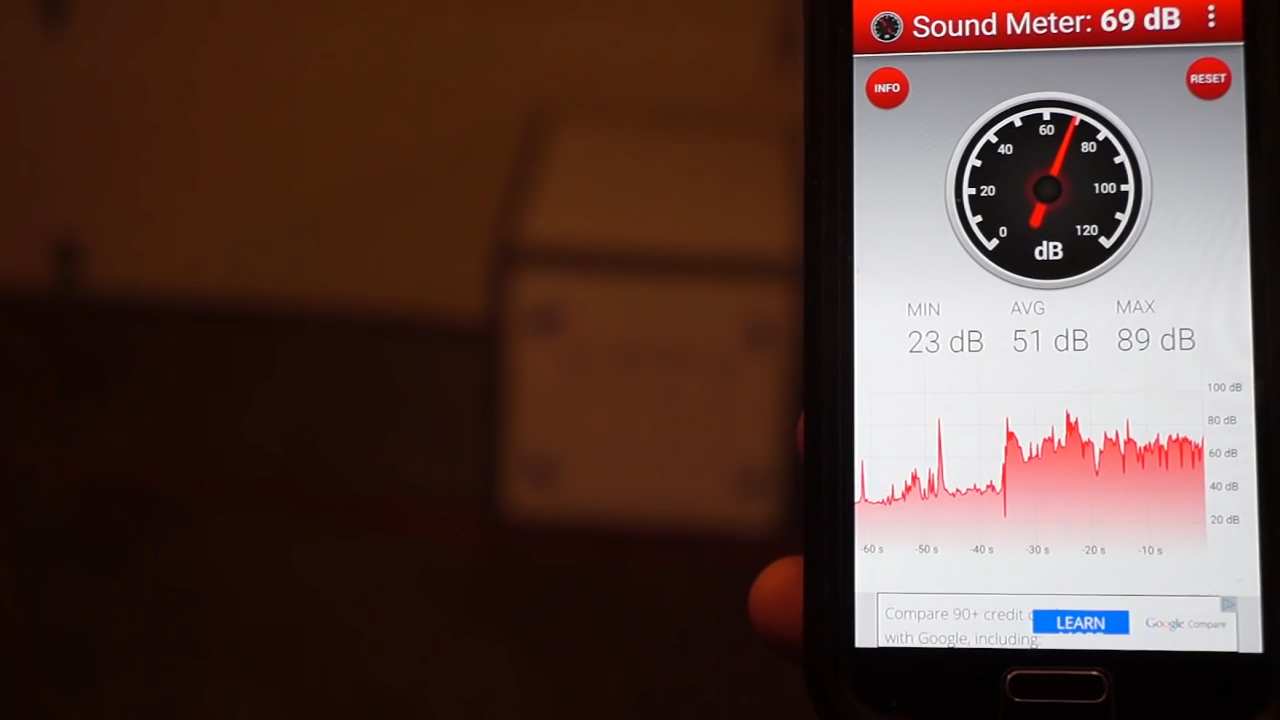 Sound Meter: 69 dB
INFO
RESET
60
40
80
20
100
0
120
dB
MIN
AVG
MAX
23 dB
51 dB
89 dB
100 dB
80 dB
60 dB
40 dB
20 dB
-60 s
-50 s
-40 s
-30 s
-20 s
-10 s
Compare 90+ credit
LEARN
Google Compare
with Google, including: